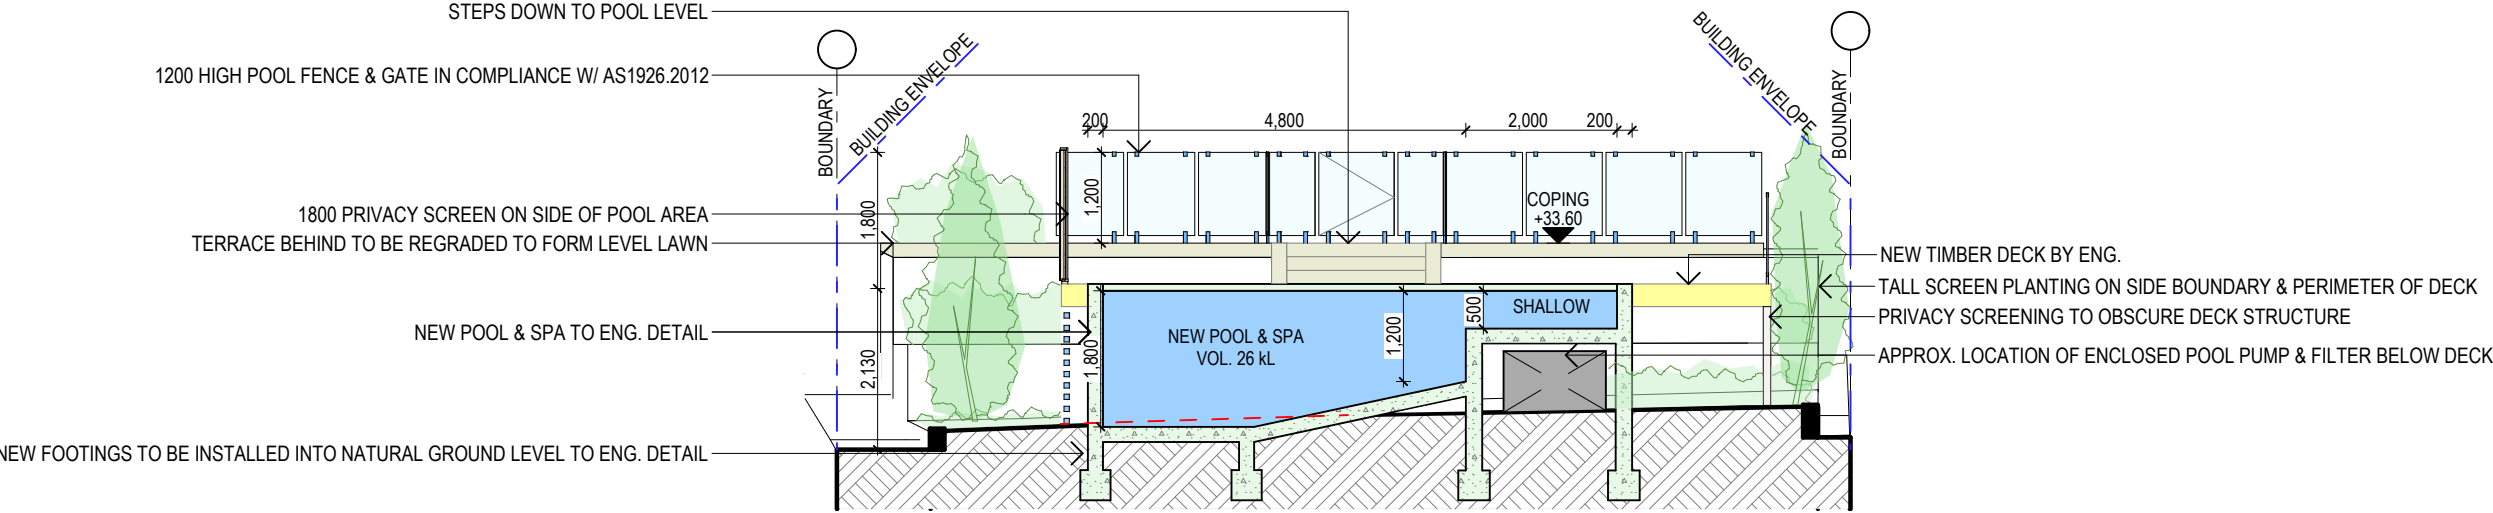 STEPS DOWN TO POOL LEVEL
1200 HIGH POOL FENCE & GATE IN COMPLIANCE W/ AS1926.2012
1800 PRIVACY SCREEN ON SIDE OF POOL AREA
TERRACE BEHIND TO BE REGRADED TO FORM LEVEL LAWN
NEW POOL & SPA TO ENG. DETAIL
NEW FOOTINGS TO BE INSTALLED INTO NATURAL GROUND LEVEL TO ENG. DETAIL
BOUNDARY
BUILDING ENVELOPE
1,800
2,130
200
4,800
2,000
200
1,200
COPING
+33.60
1,800
NEW POOL & SPA
VOL. 26 kL
1,200
500
SHALLOW
BUILDING ENVELOPE
BOUNDARY
NEW TIMBER DECK BY ENG.
TALL SCREEN PLANTING ON SIDE BOUNDARY & PERIMETER OF DECK
PRIVACY SCREENING TO OBSCURE DECK STRUCTURE
APPROX. LOCATION OF ENCLOSED POOL PUMP & FILTER BELOW DECK